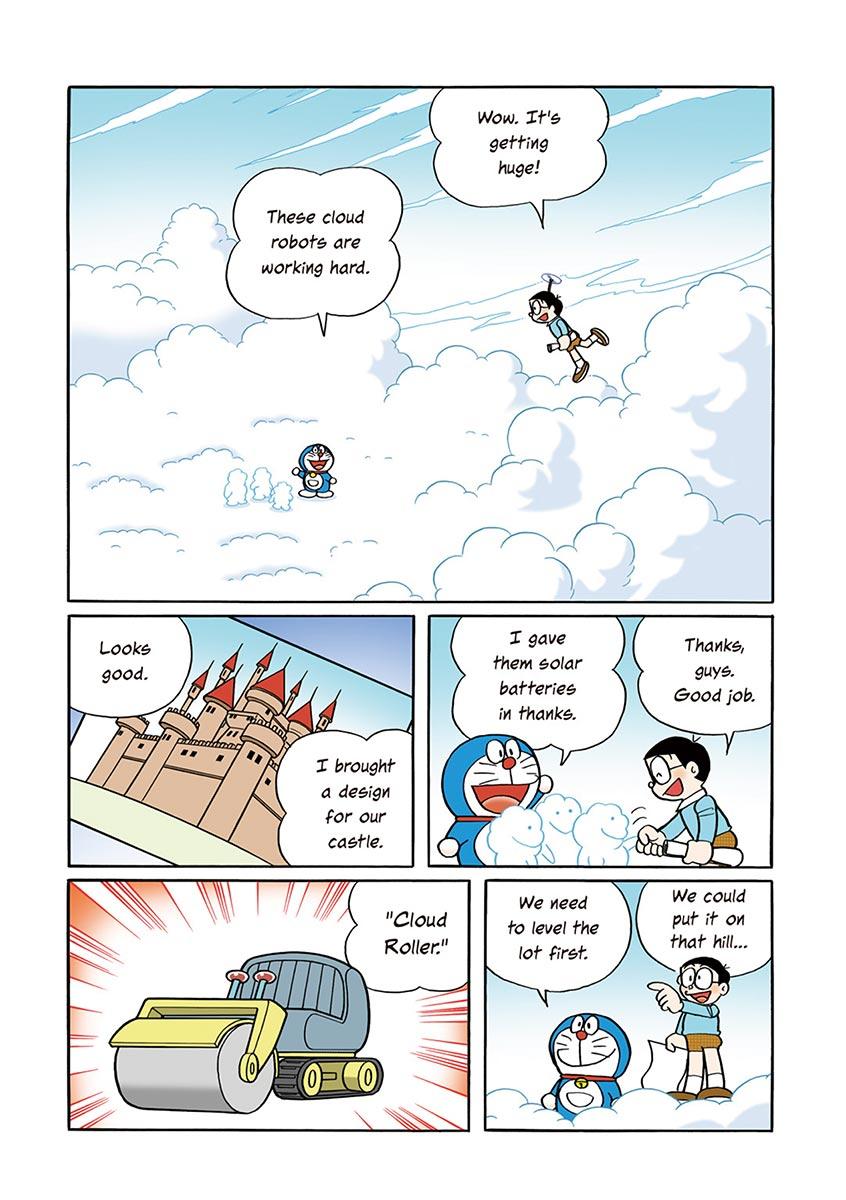 Wow. It's
getting
huge!
These cloud
robots are
working hard.
Thanks,
guys.
Good job.
I gave
them solar
batteries
in thanks.
Looks
good.
I brought
a design
for our
castle.
We could
put it on
that hill...
We need
to level the
lot first.
"Cloud
Roller."